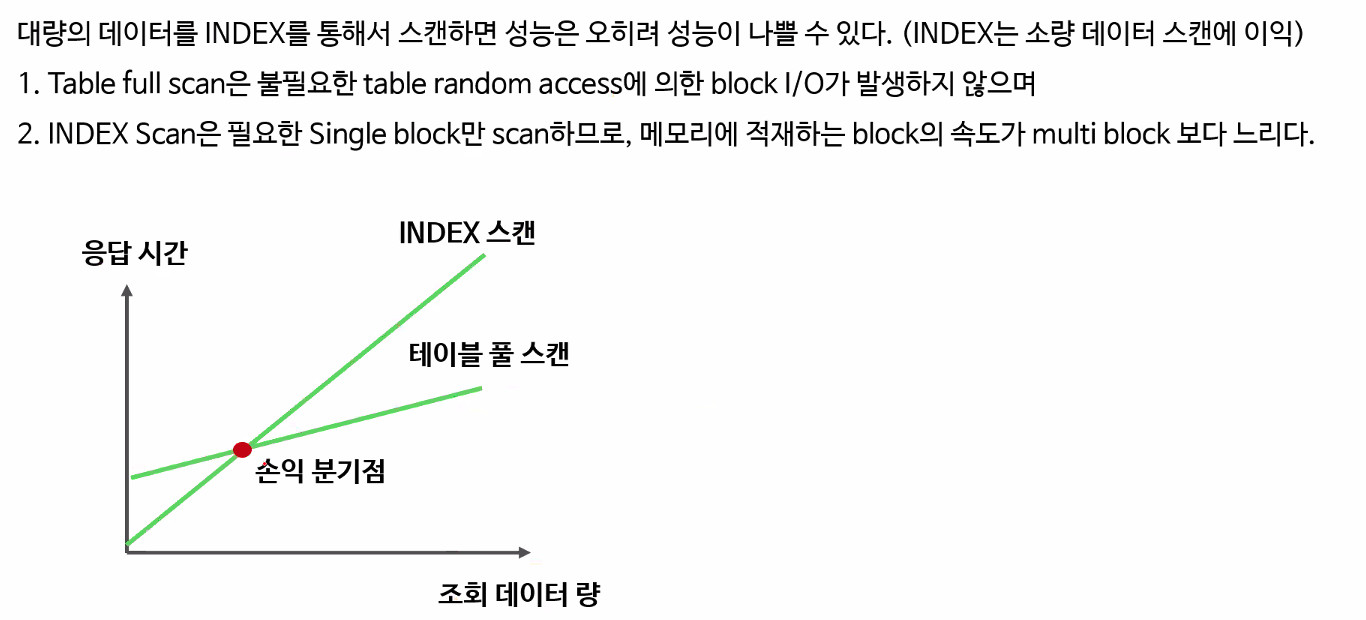 대량의 데이터를 INDEX를 통해서 스캔하면 성능은 오히려 성능이 나쁠 수 있다. (INDEX는 소량 데이터 스캔에 이익)
1. Table full scan은 불필요한 table random access에 의한 block I/O가 발생하지 않으며
2. INDEX Scan은 필요한 Single block만 scan하므로, 메모리에 적재하는 block의 속도가 multi block 보다 느리다.
INDEX 스캔
응답 시간
테이블 풀 스캔
손익 분기점
조회 데이터 량